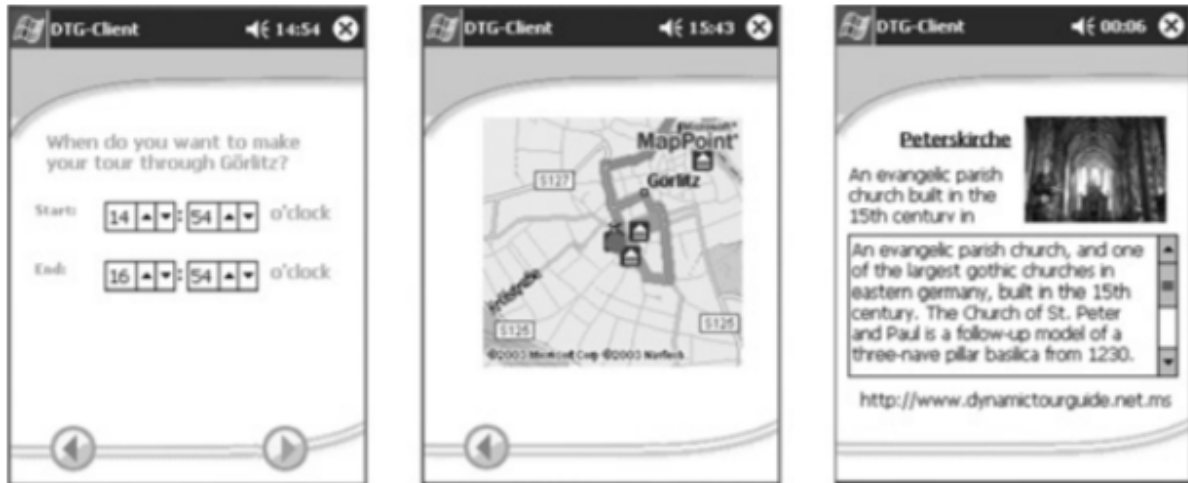 DTG-Client 14:54
When do you want to make
your tour through Görlitz?
Start: 14 : 54 o'clock
End: 16 : 54 o'clock
DTG-Client 15:43
Microsoft
MapPoint
S127
Görlitz
S125
©2003 Microsoft Corp ©2003 NavTech
DTG-Client 00:06
Peterskirche
An evangelic parish
church built in the
15th century in
An evangelic parish church, and one
of the largest gothic churches in
eastern germany, built in the 15th
century. The Church of St. Peter
and Paul is a follow-up model of a
three-nave pillar basilica from 1230.
http://www.dynamictourguide.net.ms